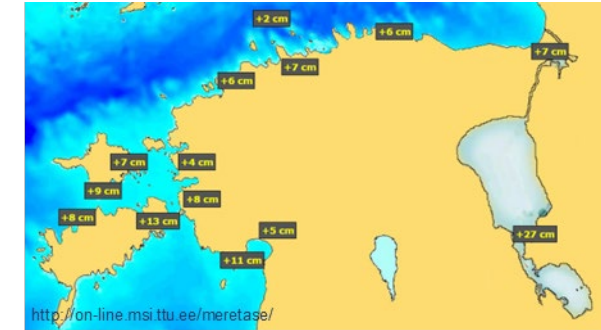 +2 cm
+6 cm
+7 cm
+7 cm
+6 cm
+7 cm
+4 cm
+9 cm
+8 cm
+8 cm
+13 cm
+5 cm
+27 cm
+11 cm
http://on-line.msi.ttu.ee/meretase/